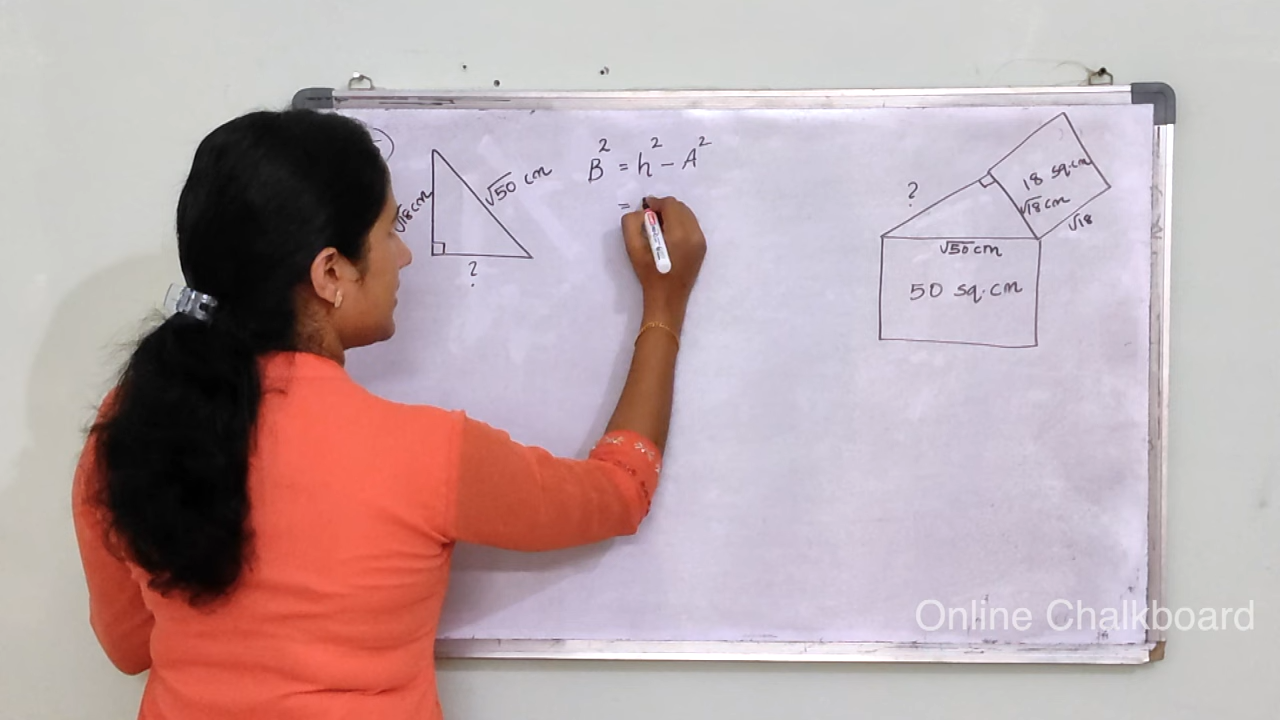 B² = h² - A²
=
√18 cm
√50 cm
?
?
18 sq.cm
√18 cm
√18
√50 cm
50 sq.cm
Online Chalkboard